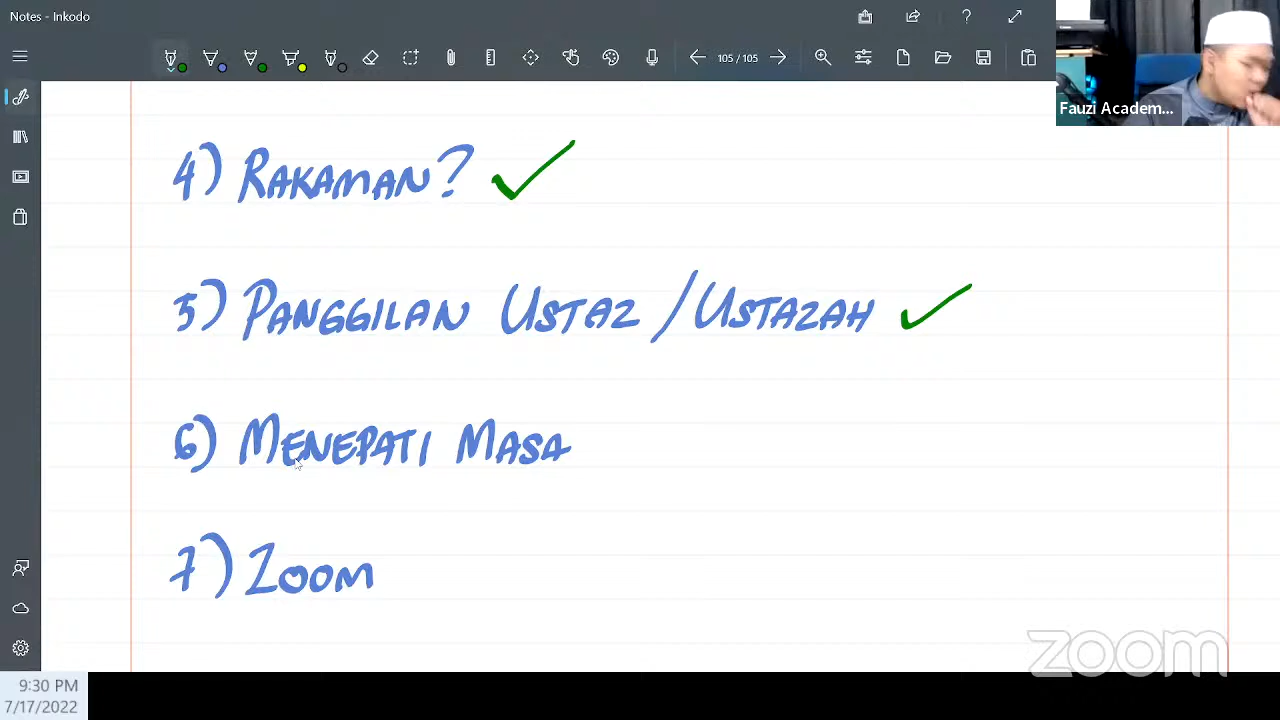 Notes - Inkodo
105 / 105
Fauzi Academ...
4) RAKAMAN?
5) PANGGILAN USTAZ / USTAZAH
6) MENEPATI MASA
7) ZOOM
zoom
9:30 PM
7/17/2022